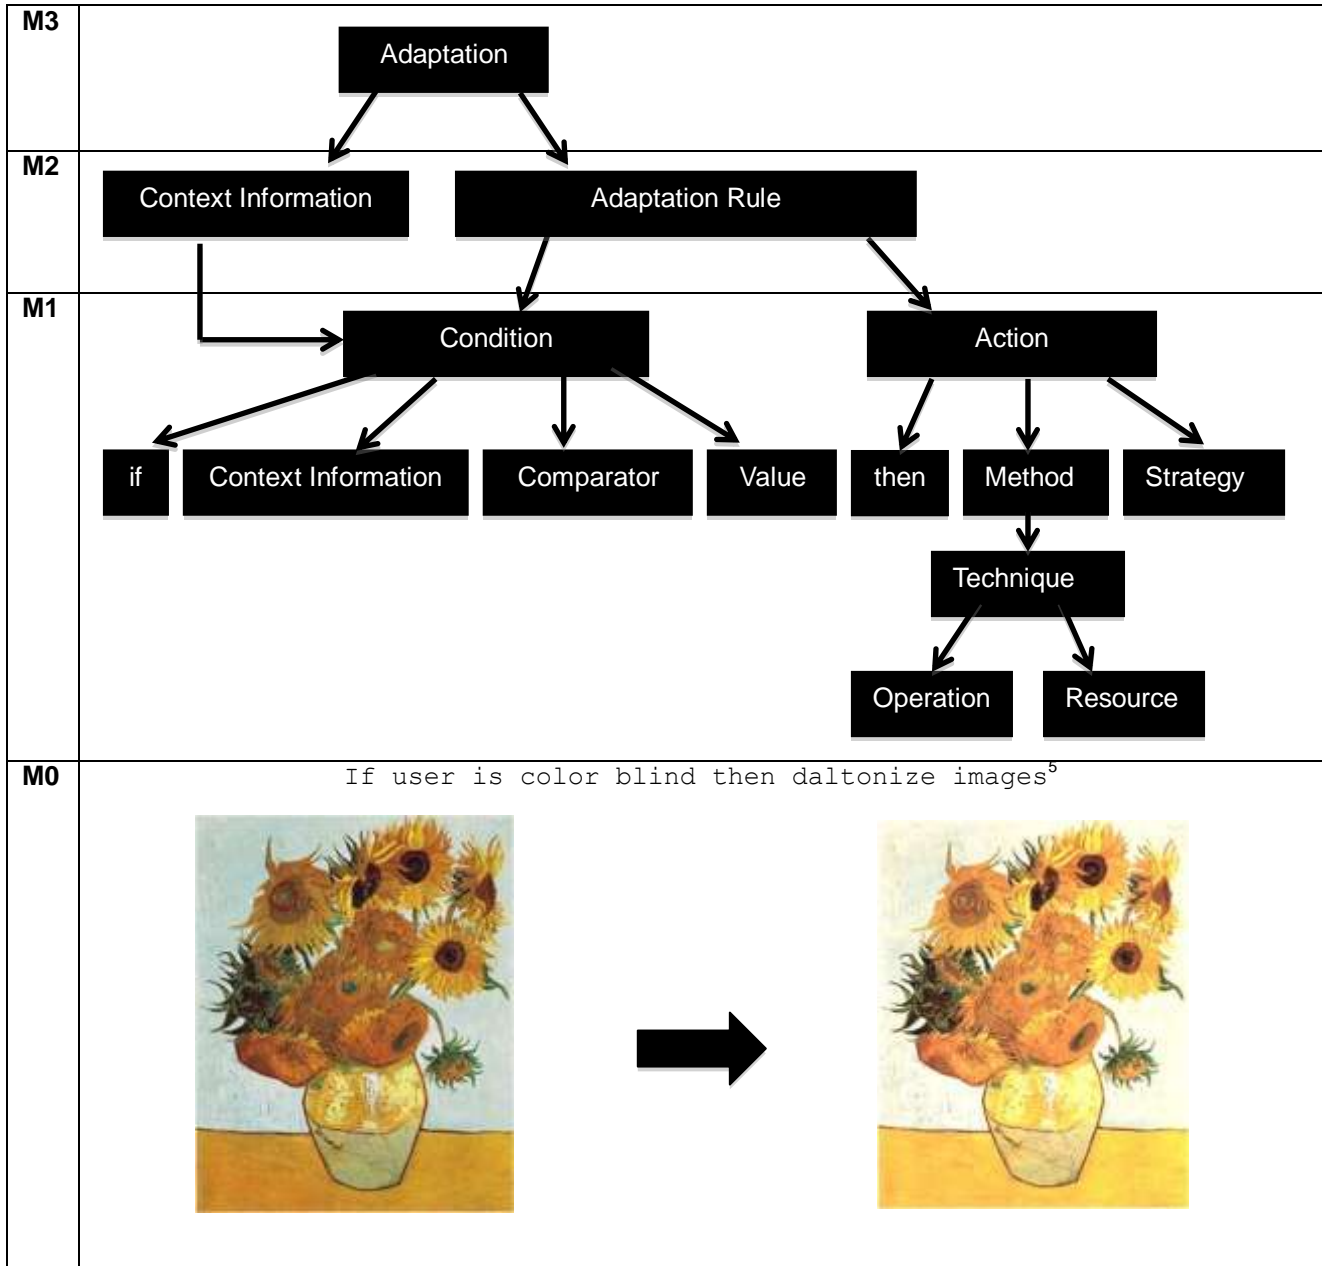 M3
Adaptation
M2
Context Information
Adaptation Rule
M1
Condition
Action
if
Context Information
Comparator
Value
then
Method
Strategy
Technique
Operation
Resource
M0
If user is color blind then daltonize images⁵